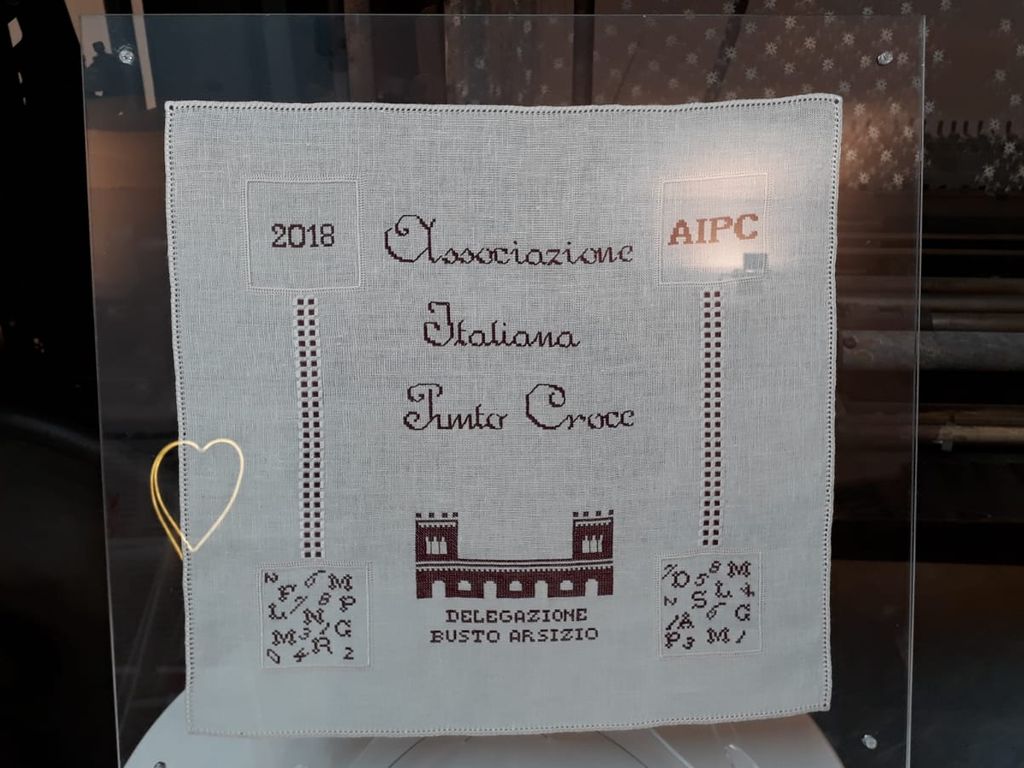 2018
AIPC
Associazione
Italiana
Punto Croce
DELEGAZIONE
BUSTO ARSIZIO